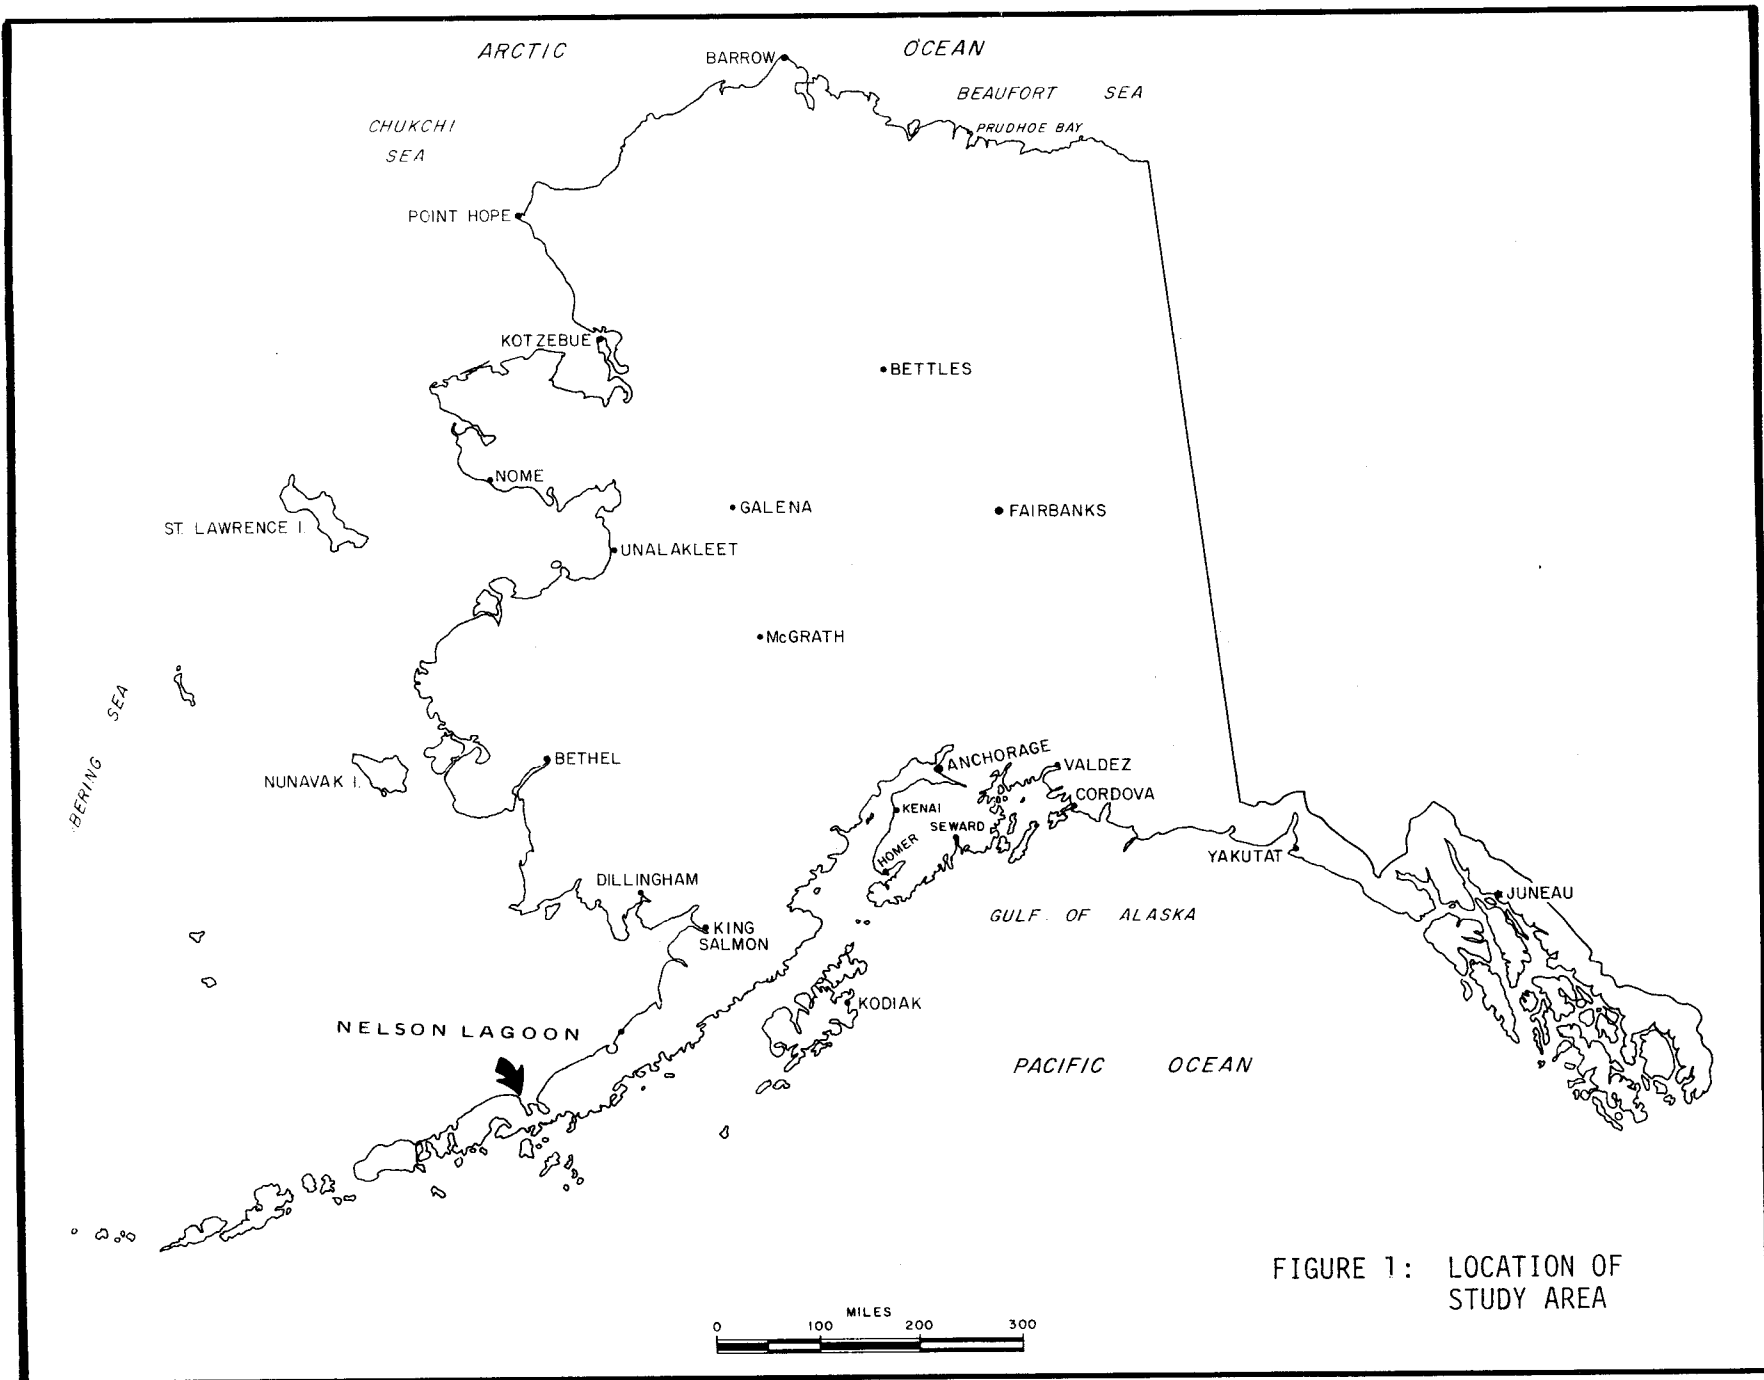 ARCTIC OCEAN
BARROW
BEAUFORT SEA
CHUKCHI
SEA
PRUDHOE BAY
POINT HOPE
KOTZEBUE
BETTLES
NOME
GALENA
FAIRBANKS
ST. LAWRENCE I.
UNALAKLEET
McGRATH
BERING SEA
NUNAVAK I.
BETHEL
ANCHORAGE
VALDEZ
CORDOVA
KENAI
SEWARD
HOMER
YAKUTAT
DILLINGHAM
JUNEAU
KING
SALMON
GULF OF ALASKA
KODIAK
NELSON LAGOON
PACIFIC OCEAN
FIGURE 1: LOCATION OF
STUDY AREA
MILES
0 100 200 300